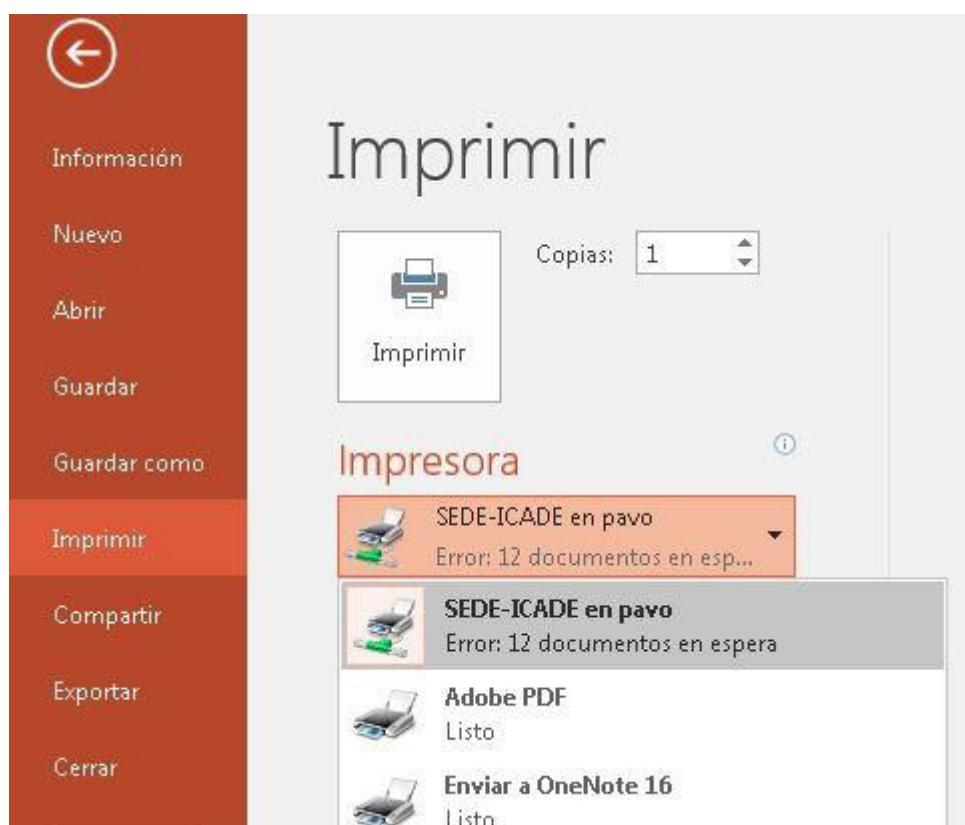 Información
Nuevo
Abrir
Guardar
Guardar como
Imprimir
Compartir
Exportar
Cerrar
Imprimir
Copias: 1
Imprimir
Impresora
SEDE-ICADE en pavo
Error: 12 documentos en esp...
SEDE-ICADE en pavo
Error: 12 documentos en espera
Adobe PDF
Listo
Enviar a OneNote 16
Listo